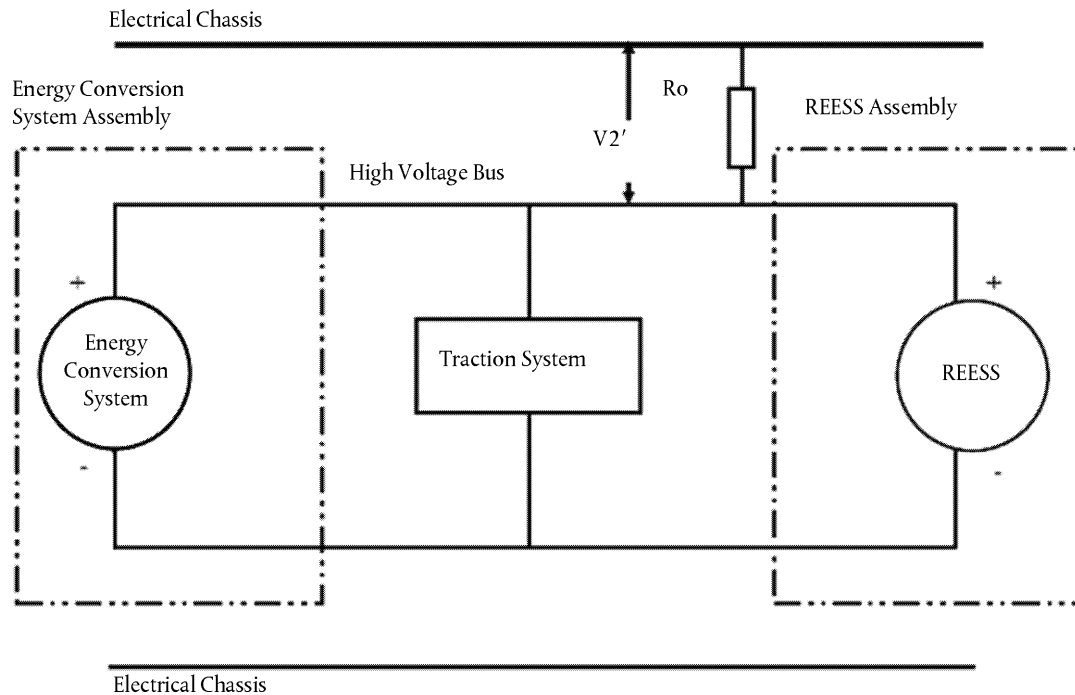 Electrical Chassis
Energy Conversion
System Assembly
Ro
REESS Assembly
V2′
High Voltage Bus
+
+
Energy
Conversion
System
Traction System
REESS
-
-
Electrical Chassis